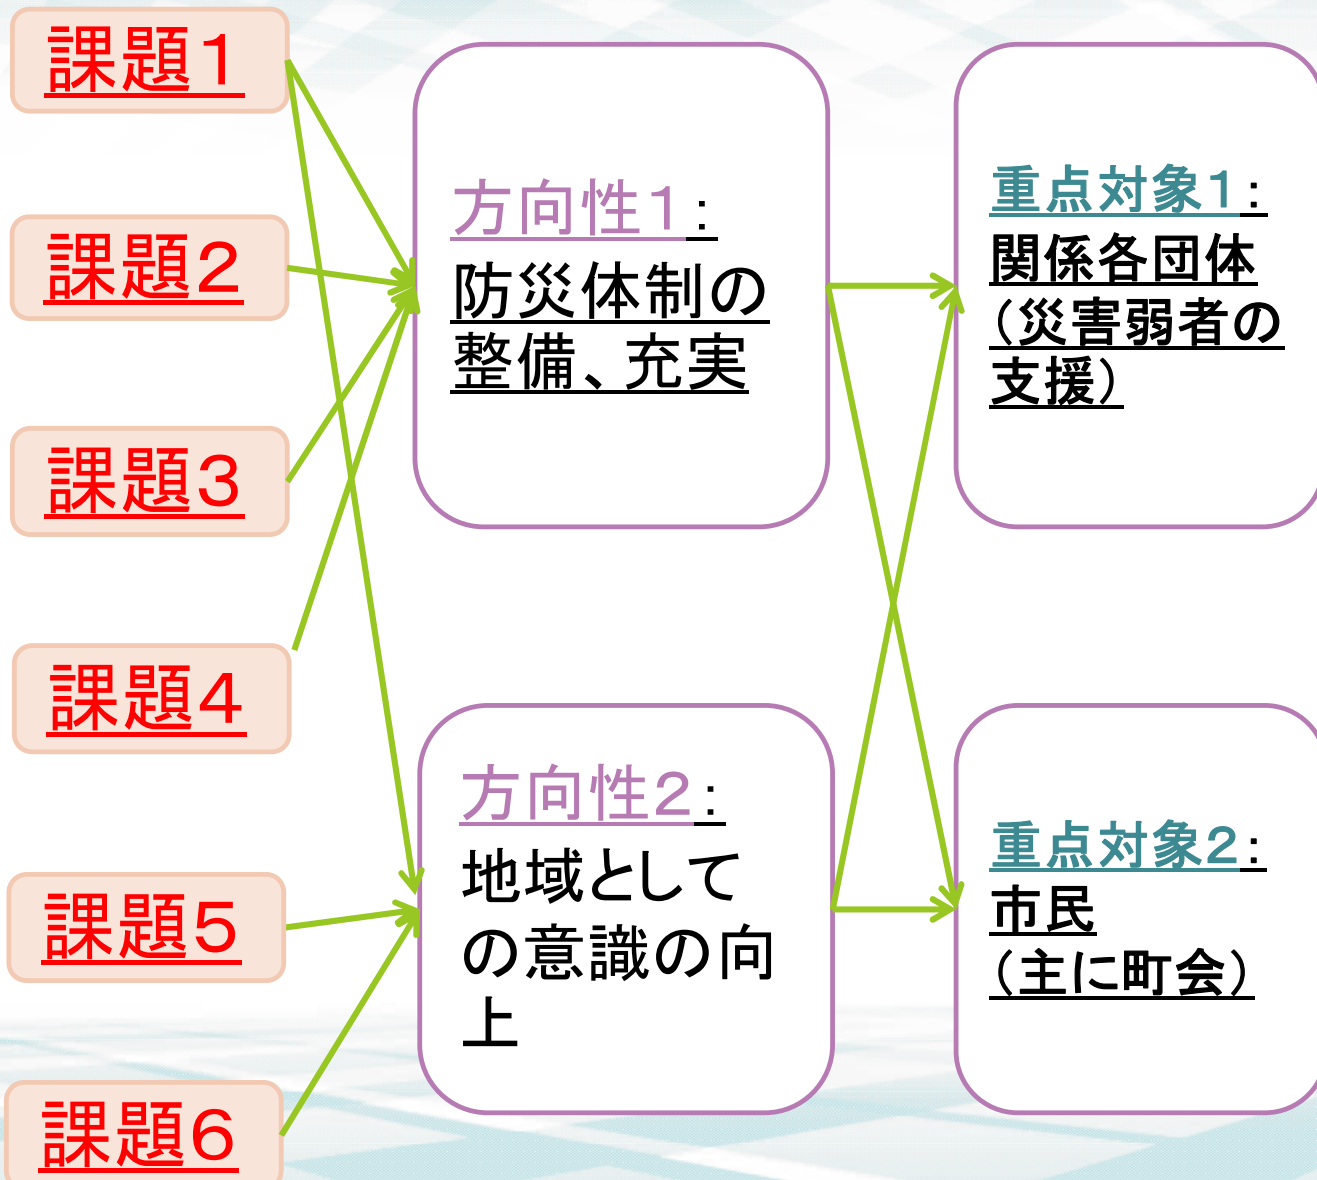 課題1
課題2
課題3
課題4
課題5
課題6
方向性1：
防災体制の
整備、充実
方向性2：
地域として
の意識の向
上
重点対象1：
関係各団体
（災害弱者の
支援）
重点対象2：
市民
（主に町会）